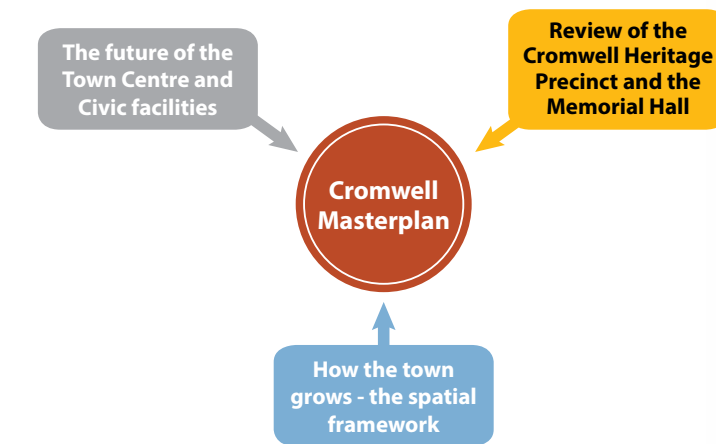 The future of the
Town Centre and
Civic facilities
Review of the
Cromwell Heritage
Precinct and the
Memorial Hall
Cromwell
Masterplan
How the town
grows - the spatial
framework